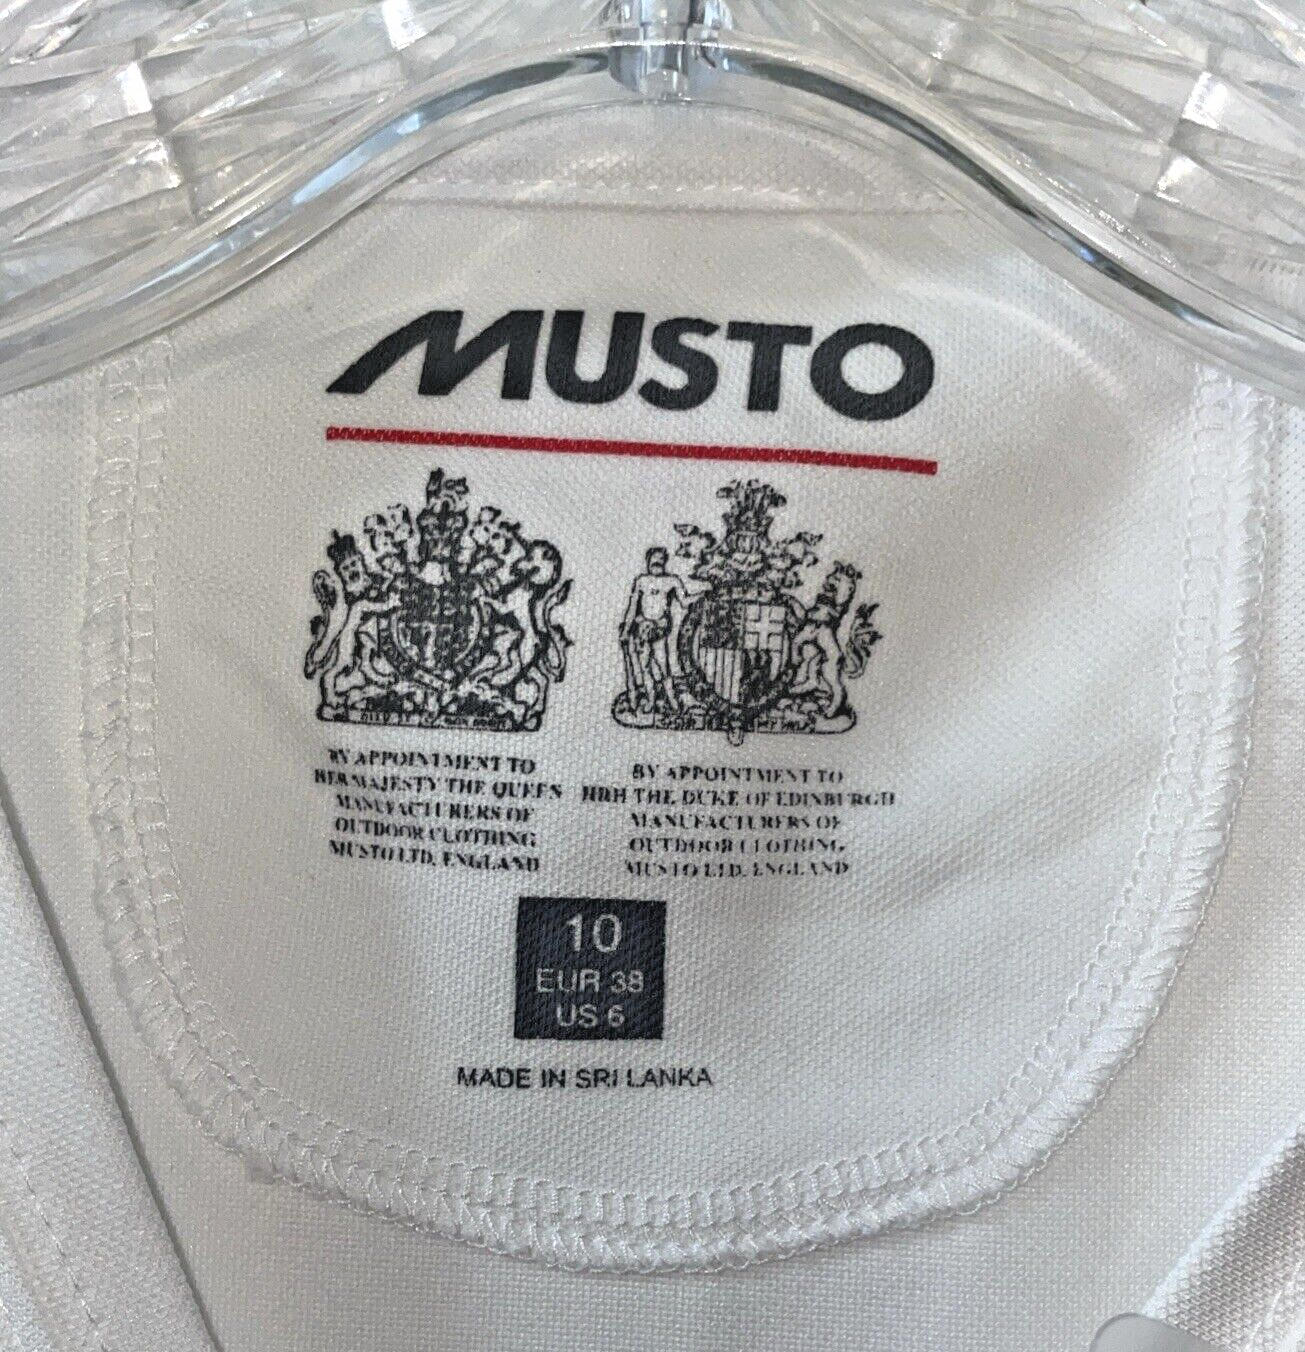 MUSTO
BY APPOINTMENT TO
HER MAJESTY THE QUEEN
MANUFACTURERS OF
OUTDOOR CLOTHING
MUSTO LTD, ENGLAND
BY APPOINTMENT TO
HRH THE DUKE OF EDINBURGH
MANUFACTURERS OF
OUTDOOR CLOTHING
MUSTO LTD, ENGLAND
10
EUR 38
US 6
MADE IN SRI LANKA